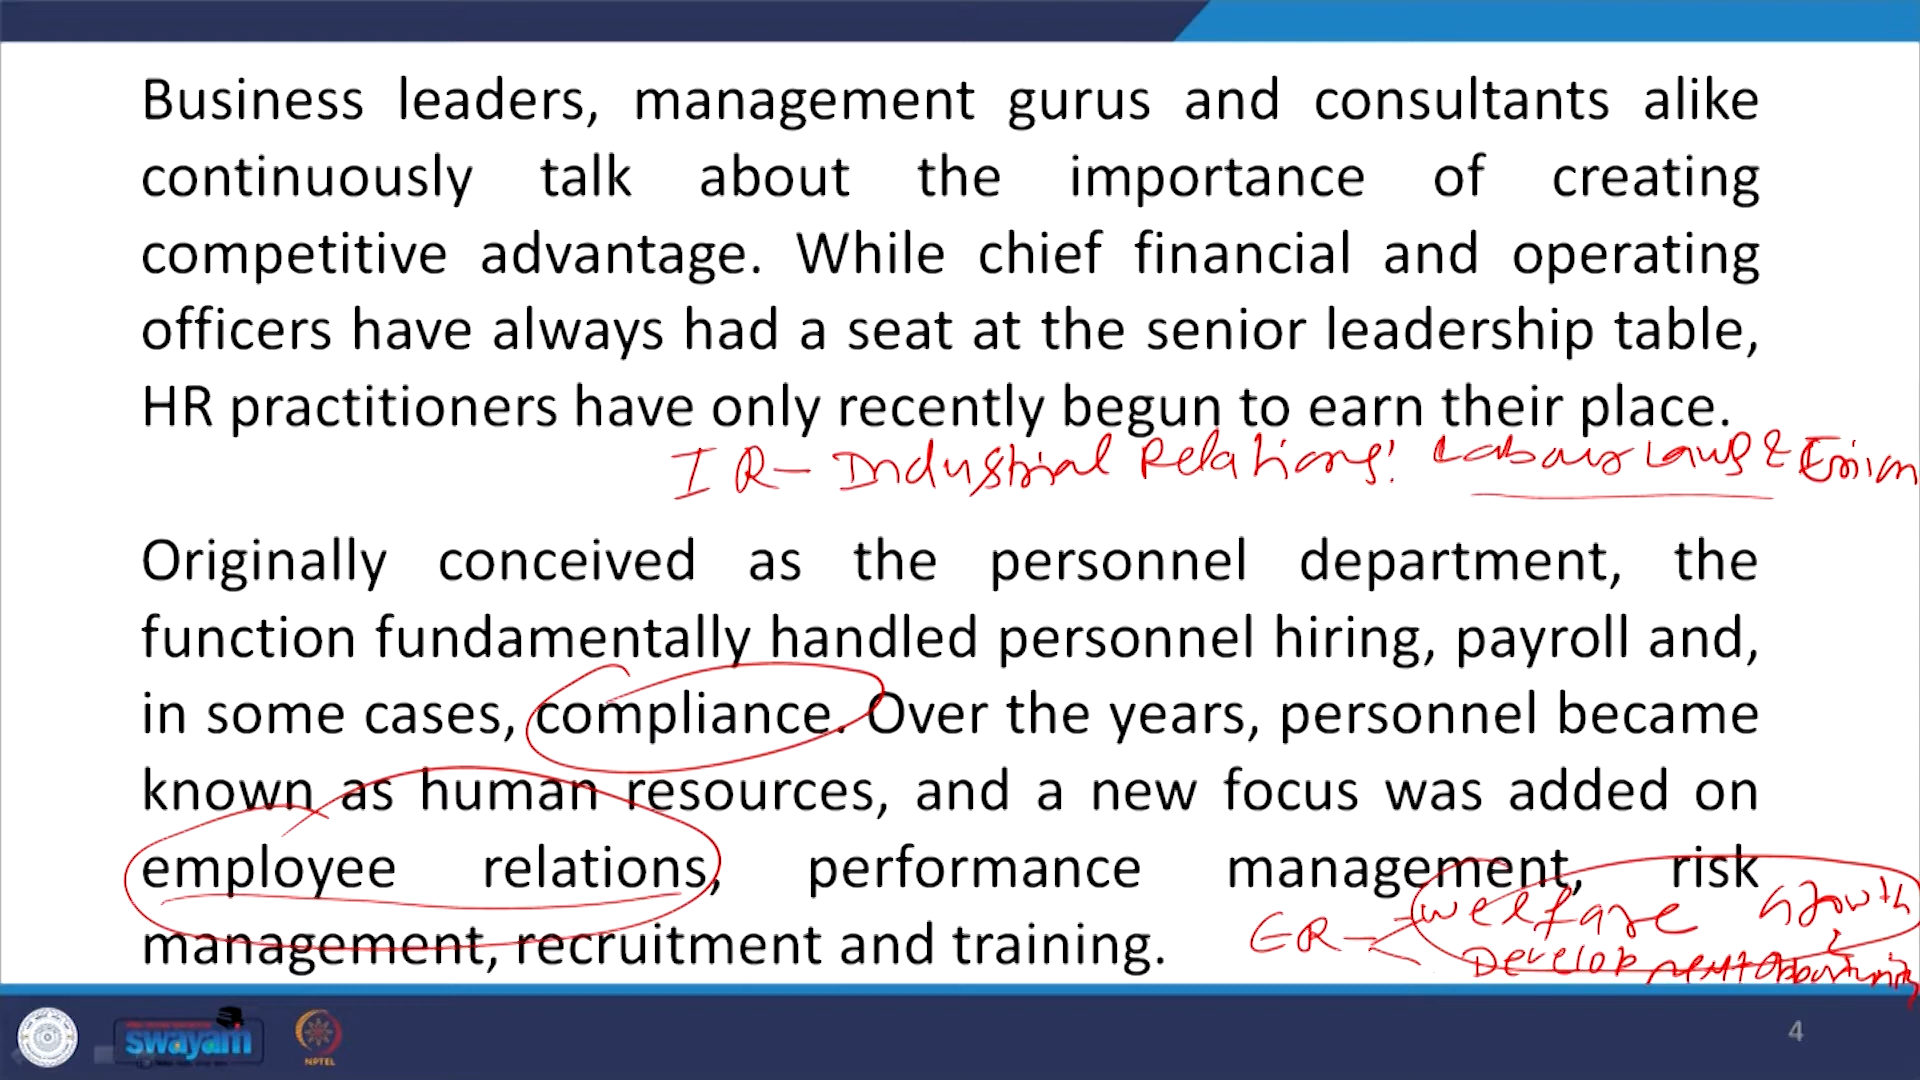 Business leaders, management gurus and consultants alike
continuously talk about the importance of creating
competitive advantage. While chief financial and operating
officers have always had a seat at the senior leadership table,
HR practitioners have only recently begun to earn their place.
IR - Industrial Relations: Labour Laws &
Originally conceived as the personnel department, the
function fundamentally handled personnel hiring, payroll and,
in some cases, compliance. Over the years, personnel became
known as human resources, and a new focus was added on
employee relations, performance management, risk
management, recruitment and training.
ER - welfare Growth
Development Opportunity
swayam
NPTEL
4